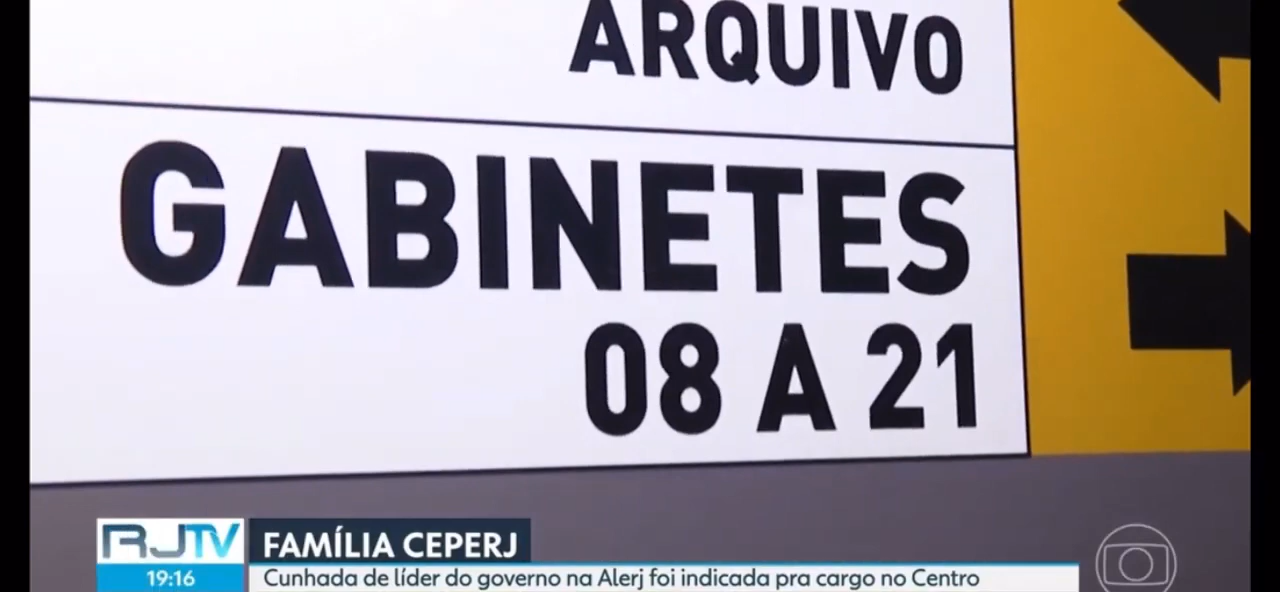 ARQUIVO
GABINETES
08 A 21
RJTV
FAMÍLIA CEPERJ
19:16
Cunhada de líder do governo na Alerj foi indicada pra cargo no Centro